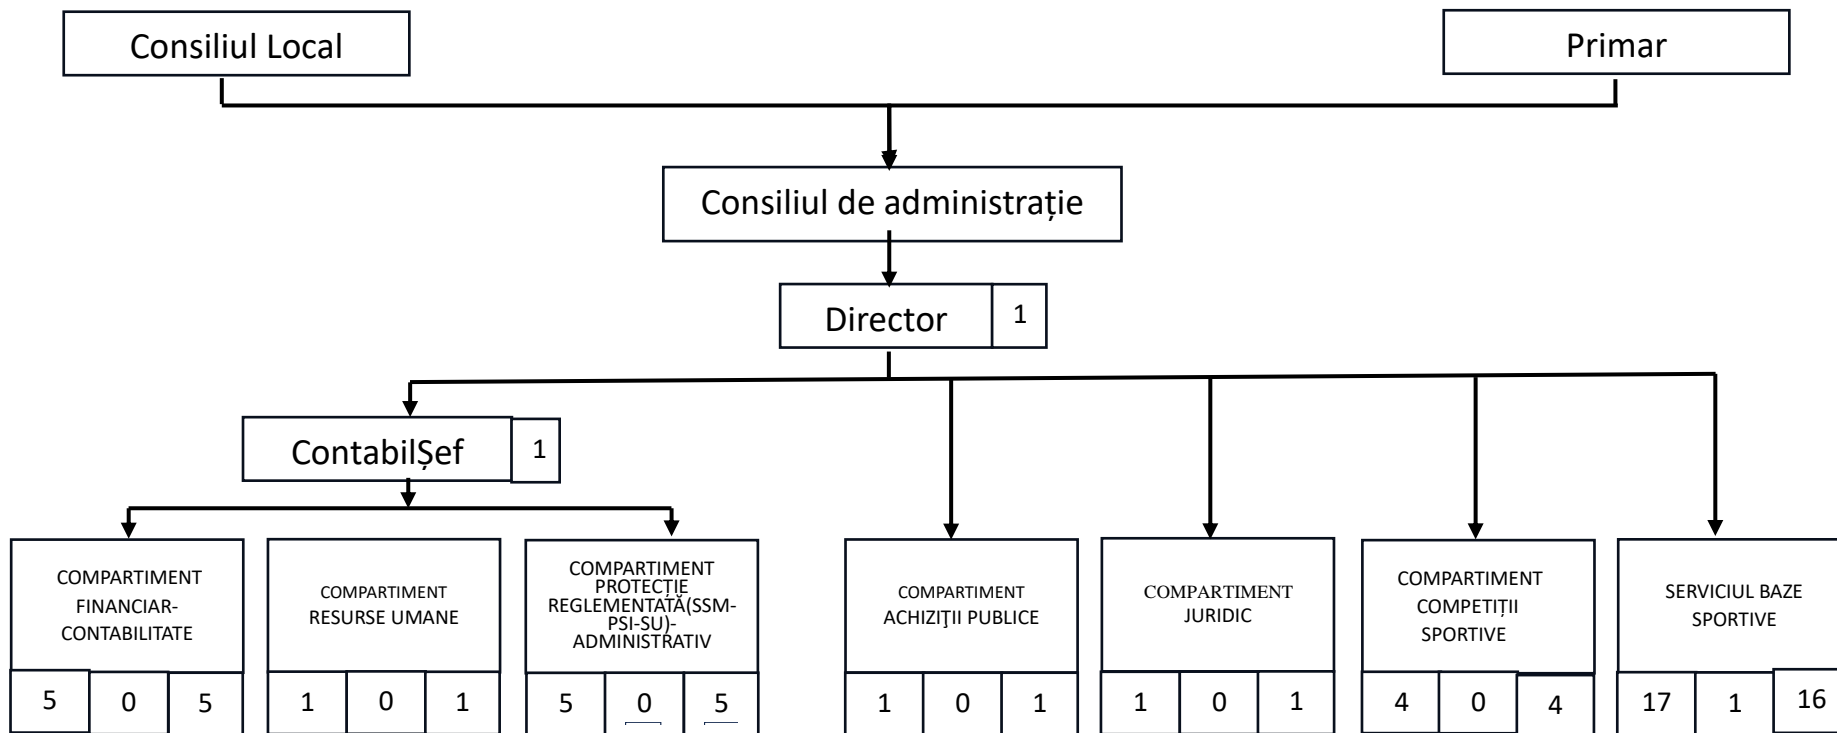 Consiliul Local
Primar
Consiliul de administrație
Director
1
ContabilȘef
1
COMPARTIMENT
FINANCIAR-
CONTABILITATE
5 0 5
COMPARTIMENT
RESURSE UMANE
1 0 1
COMPARTIMENT
PROTECȚIE
REGLEMENTATĂ(SSM-
PSI-SU)-
ADMINISTRATIV
5 0 5
COMPARTIMENT
ACHIZIŢII PUBLICE
1 0 1
COMPARTIMENT
JURIDIC
1 0 1
COMPARTIMENT
COMPETIȚII
SPORTIVE
4 0 4
SERVICIUL BAZE
SPORTIVE
17 1 16